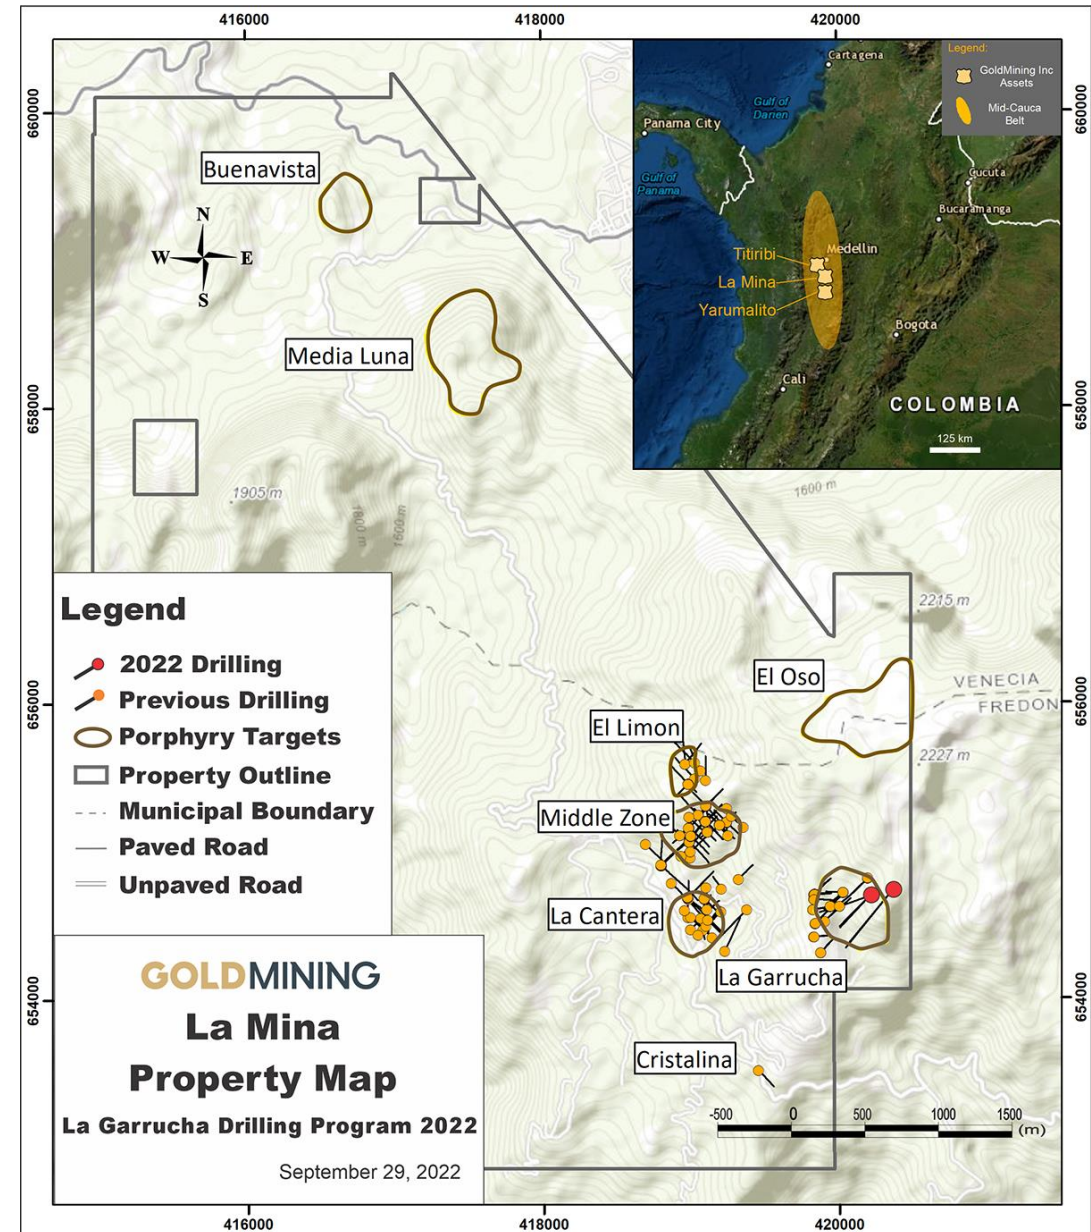 416000
418000
420000
660000
658000
656000
654000
660000
658000
656000
654000
Legend:
GoldMining Inc
Assets
Mid-Cauca
Belt
Cartagena
Gulf of
Darien
Panama City
Gulf of
Panama
Cucuta
Bucaramanga
Medellin
Titiribi
La Mina
Yarumalito
Bogota
Cali
COLOMBIA
125 km
Buenavista
N
W E
S
Media Luna
1905 m
1800 m
1600 m
1600 m
2215 m
El Oso
VENECIA
FREDON
2227 m
El Limon
Middle Zone
La Cantera
La Garrucha
Cristalina
-500 0 500 1000 1500
(m)
Legend
2022 Drilling
Previous Drilling
Porphyry Targets
Property Outline
Municipal Boundary
Paved Road
Unpaved Road
GOLDMINING
La Mina
Property Map
La Garrucha Drilling Program 2022
September 29, 2022
416000
418000
420000